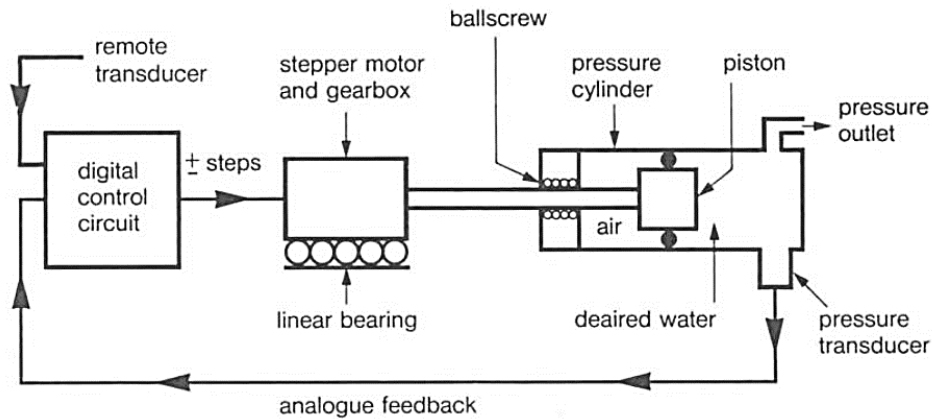 ballscrew
remote
transducer
stepper motor
and gearbox
pressure
cylinder
piston
pressure
outlet
digital
control
circuit
± steps
air
linear bearing
deaired water
pressure
transducer
analogue feedback